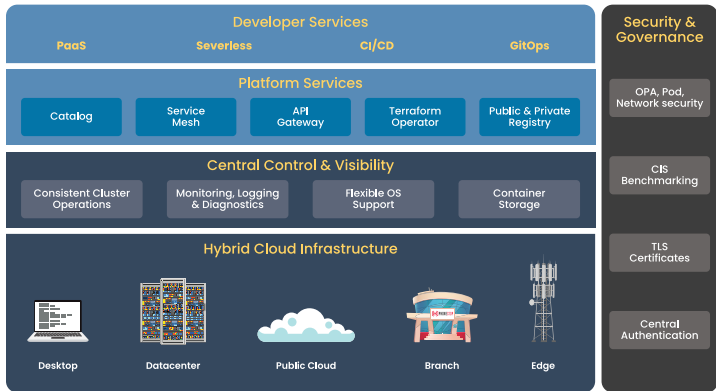 Developer Services
PaaS
Severless
CI/CD
GitOps
Platform Services
Catalog
Service
Mesh
API
Gateway
Terraform
Operator
Public & Private
Registry
Central Control & Visibility
Consistent Cluster
Operations
Monitoring, Logging
& Diagnostics
Flexible OS
Support
Container
Storage
Hybrid Cloud Infrastructure
Desktop
Datacenter
Public Cloud
Branch
Edge
Security &
Governance
OPA, Pod,
Network security
CIS
Benchmarking
TLS
Certificates
Central
Authentication